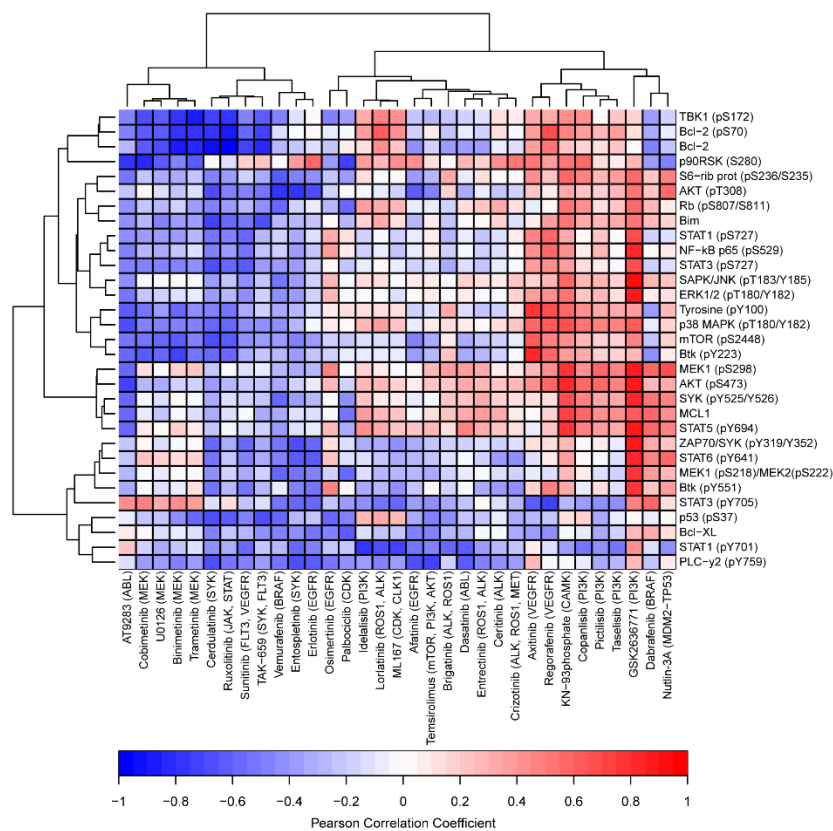 TBK1 (pS172)
Bcl-2 (pS70)
Bcl-2
p90RSK (S280)
S6-rib prot (pS236/S235)
AKT (pT308)
Rb (pS807/S811)
Bim
STAT1 (pS727)
NF-kB p65 (pS529)
STAT3 (pS727)
SAPK/JNK (pT183/Y185)
ERK1/2 (pT180/Y182)
Tyrosine (pY100)
p38 MAPK (pT180/Y182)
mTOR (pS2448)
Btk (pY223)
MEK1 (pS298)
AKT (pS473)
SYK (pY525/Y526)
MCL1
STAT5 (pY694)
ZAP70/SYK (pY319/Y352)
STAT6 (pY641)
MEK1 (pS218)/MEK2(pS222)
Btk (pY551)
STAT3 (pY705)
p53 (pS37)
Bcl-XL
STAT1 (pY701)
PLC-y2 (pY759)
AT9283 (ABL)
Cobimetinib (MEK)
U0126 (MEK)
Binimetinib (MEK)
Trametinib (MEK)
Cerdulatinib (SYK)
Ruxolitinib (JAK, STAT)
Sunitinib (FLT3, VEGFR)
TAK-659 (SYK, FLT3)
Vemurafenib (BRAF)
Entospletinib (SYK)
Erlotinib (EGFR)
Osimertinib (EGFR)
Palbociclib (CDK)
Idelalisib (PI3K)
Lorlatinib (ROS1, ALK)
ML167 (CDK, CLK1)
Afatinib (EGFR)
Temsirolimus (mTOR, PI3K, AKT)
Brigatinib (ALK, ROS1)
Dasatinib (ABL)
Entrectinib (ROS1, ALK)
Ceritinib (ALK)
Crizotinib (ALK, ROS1, MET)
Axitinib (VEGFR)
Regorafenib (VEGFR)
KN-93phosphate (CAMK)
Copanlisib (PI3K)
Pictilisib (PI3K)
Taselisib (PI3K)
GSK2636771 (PI3K)
Dabrafenib (BRAF)
Nutlin-3A (MDM2-TP53)
−1 −0.8 −0.6 −0.4 −0.2 0 0.2 0.4 0.6 0.8 1
Pearson Correlation Coefficient